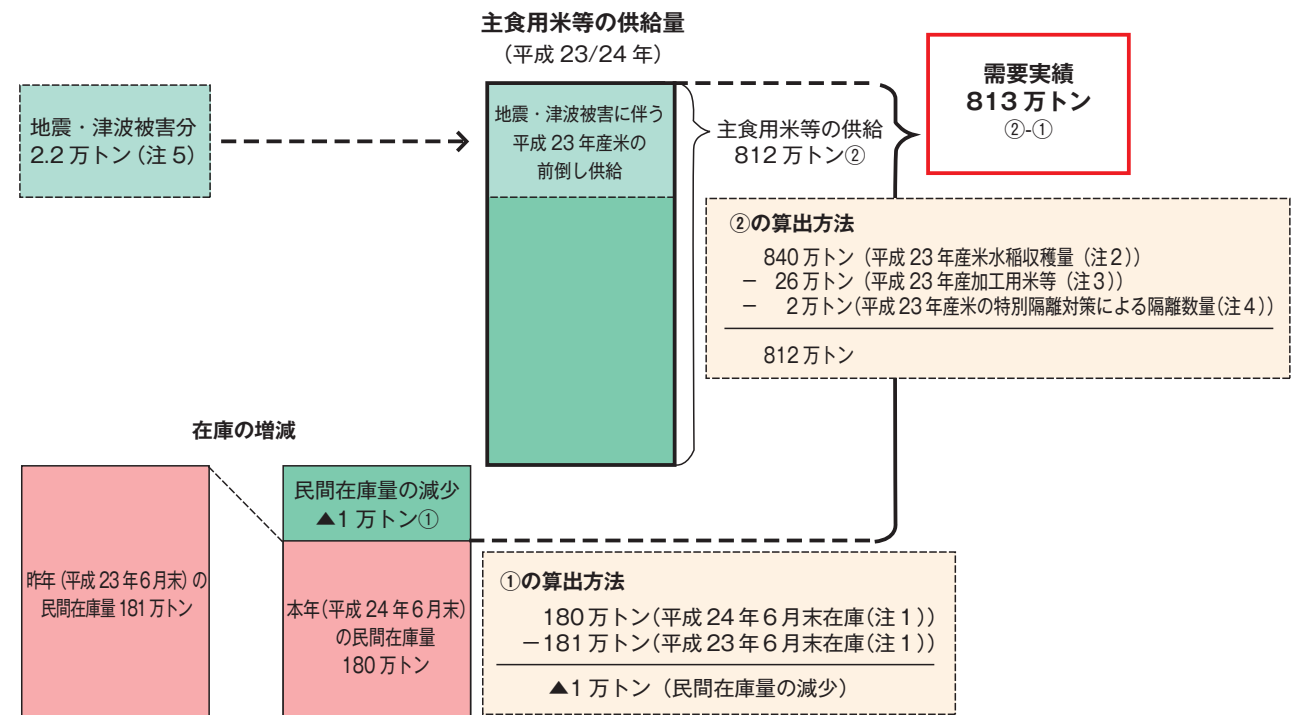 主食用米等の供給量
（平成 23/24 年）
地震・津波被害分
2.2 万トン（注 5）
地震・津波被害に伴う
平成 23 年産米の
前倒し供給
主食用米等の供給
812 万トン②
需要実績
813 万トン
②-①
②の算出方法
840 万トン（平成 23 年産米水稲収穫量（注２））
－ 26 万トン（平成 23 年産加工用米等（注３））
－ 2 万トン（平成 23 年産米の特別隔離対策による隔離数量（注４））
812 万トン
在庫の増減
民間在庫量の減少
▲1 万トン①
昨年（平成 23 年６月末）の
民間在庫量 181 万トン
本年（平成 24 年６月末）
の民間在庫量
180 万トン
①の算出方法
180 万トン（平成 24 年６月末在庫（注１））
－181 万トン（平成 23 年６月末在庫（注１））
▲1 万トン（民間在庫量の減少）